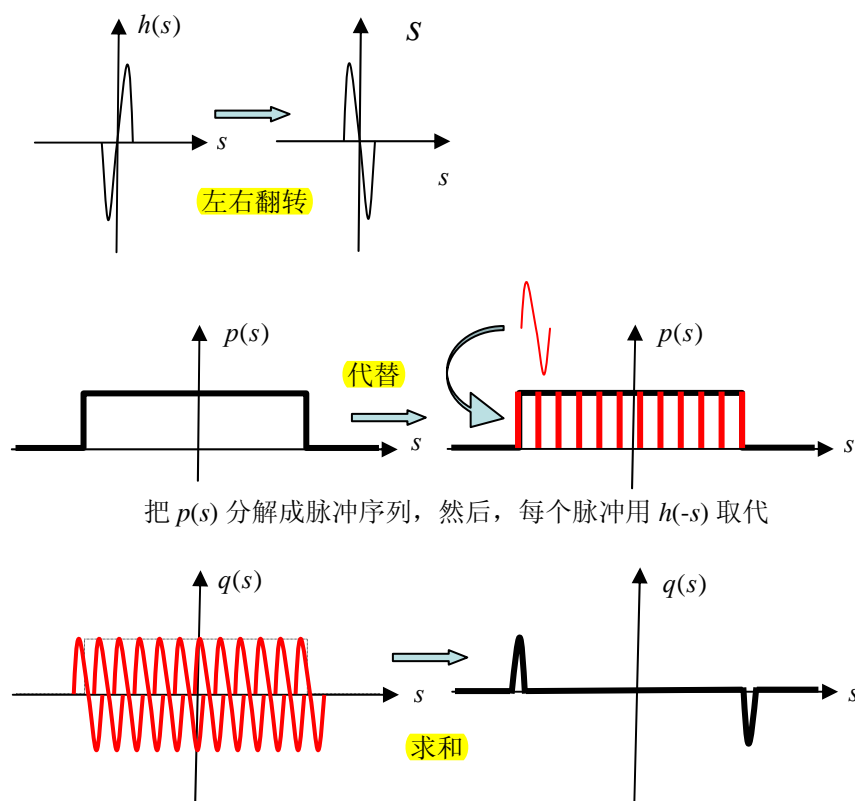 h(s)
S
s
s
左右翻转
p(s)
p(s)
代替
s
s
把 p(s) 分解成脉冲序列，然后，每个脉冲用 h(-s) 取代
q(s)
q(s)
s
s
求和